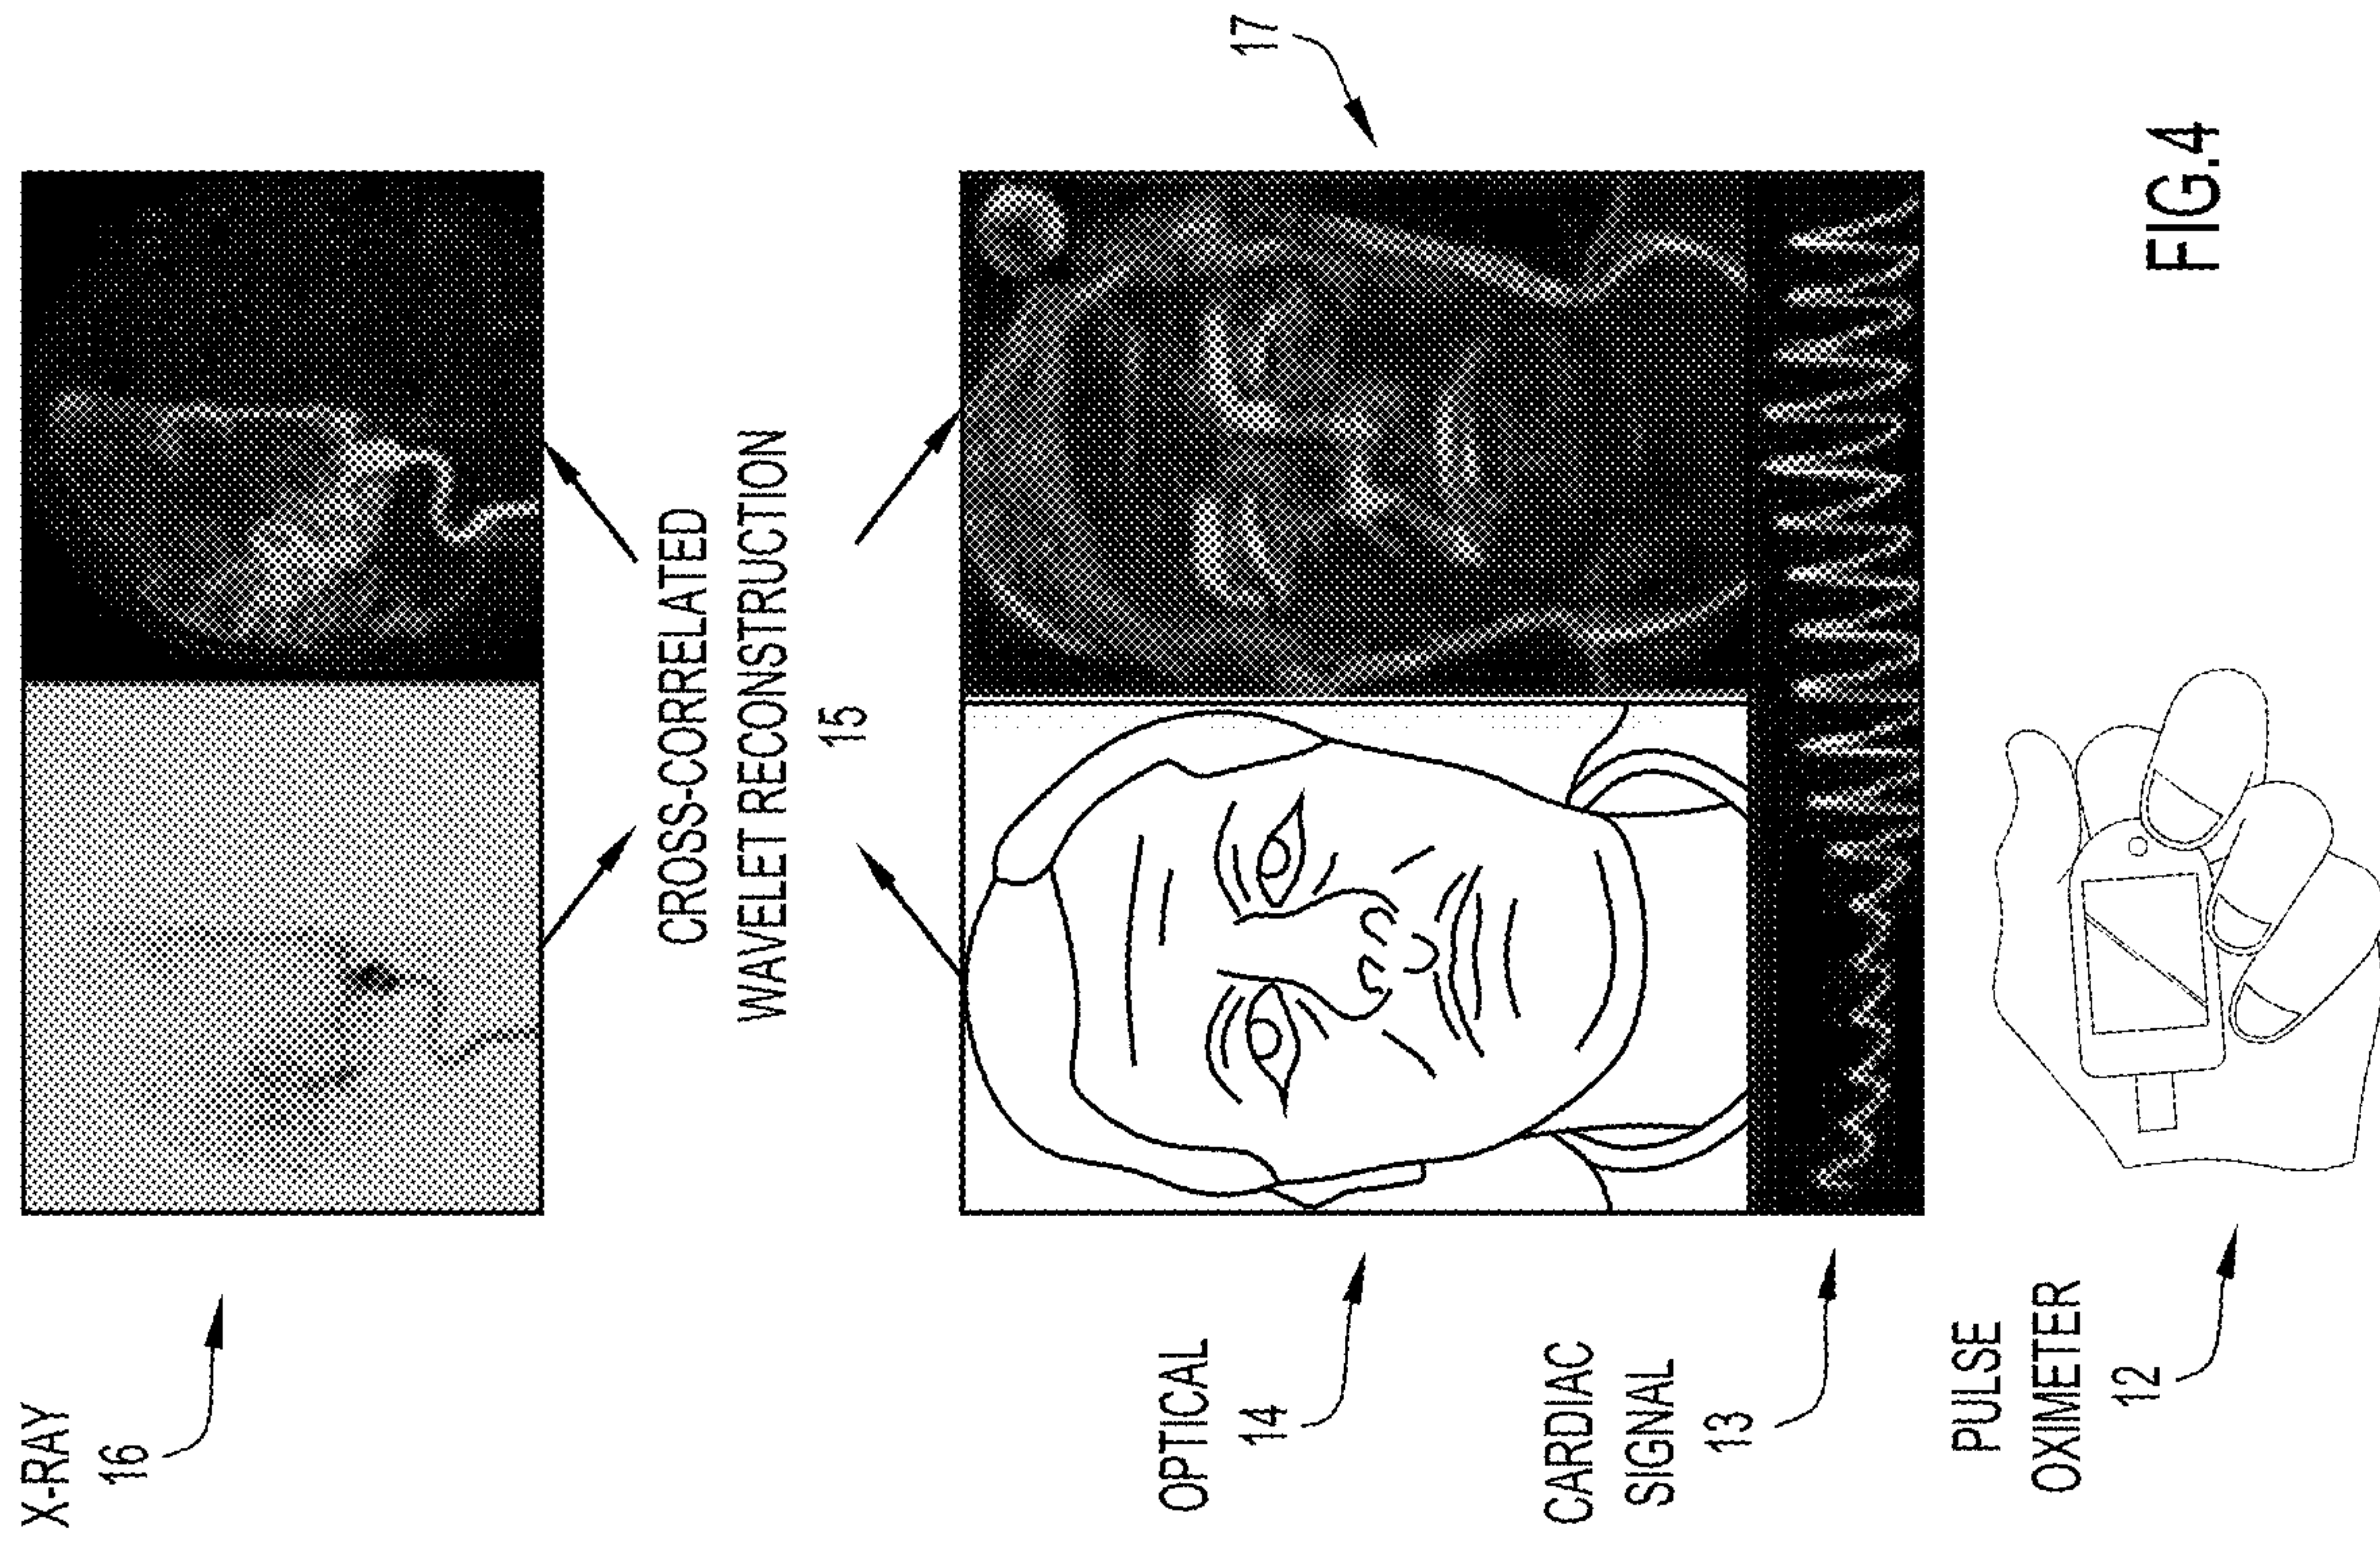 X-RAY
16
CROSS-CORRELATED
WAVELET RECONSTRUCTION
15
17
OPTICAL
14
CARDIAC
SIGNAL
13
PULSE
OXIMETER
12
FIG.4